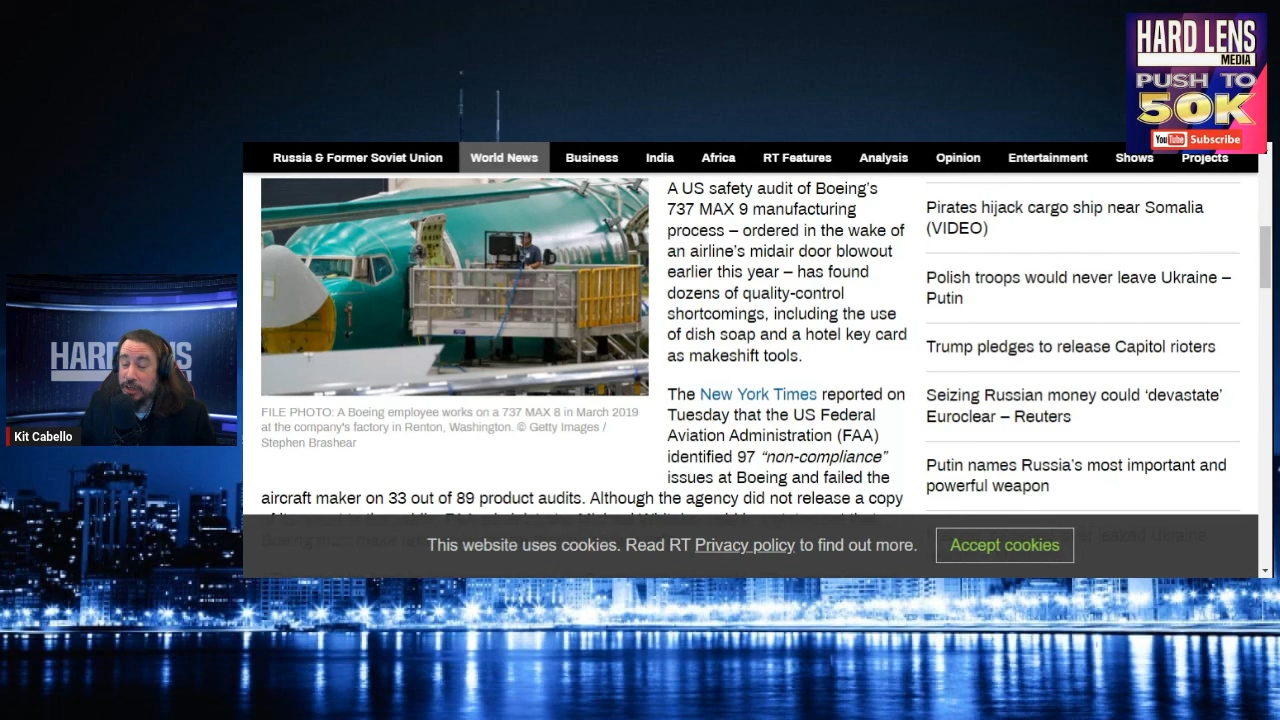 HARD LENS
MEDIA
PUSH TO
50K
YouTube Subscribe
Russia & Former Soviet Union World News Business India Africa RT Features Analysis Opinion Entertainment Shows Projects
A US safety audit of Boeing's
737 MAX 9 manufacturing
process – ordered in the wake of
an airline's midair door blowout
earlier this year – has found
dozens of quality-control
shortcomings, including the use
of dish soap and a hotel key card
as makeshift tools.
FILE PHOTO: A Boeing employee works on a 737 MAX 8 in March 2019
at the company's factory in Renton, Washington. © Getty Images /
Stephen Brashear
The New York Times reported on
Tuesday that the US Federal
Aviation Administration (FAA)
identified 97 “non-compliance”
issues at Boeing and failed the
aircraft maker on 33 out of 89 product audits. Although the agency did not release a copy
Pirates hijack cargo ship near Somalia
(VIDEO)
Polish troops would never leave Ukraine –
Putin
Trump pledges to release Capitol rioters
Seizing Russian money could ‘devastate’
Euroclear – Reuters
Putin names Russia's most important and
powerful weapon
This website uses cookies. Read RT Privacy policy to find out more. Accept cookies
HARD NS
Kit Cabello